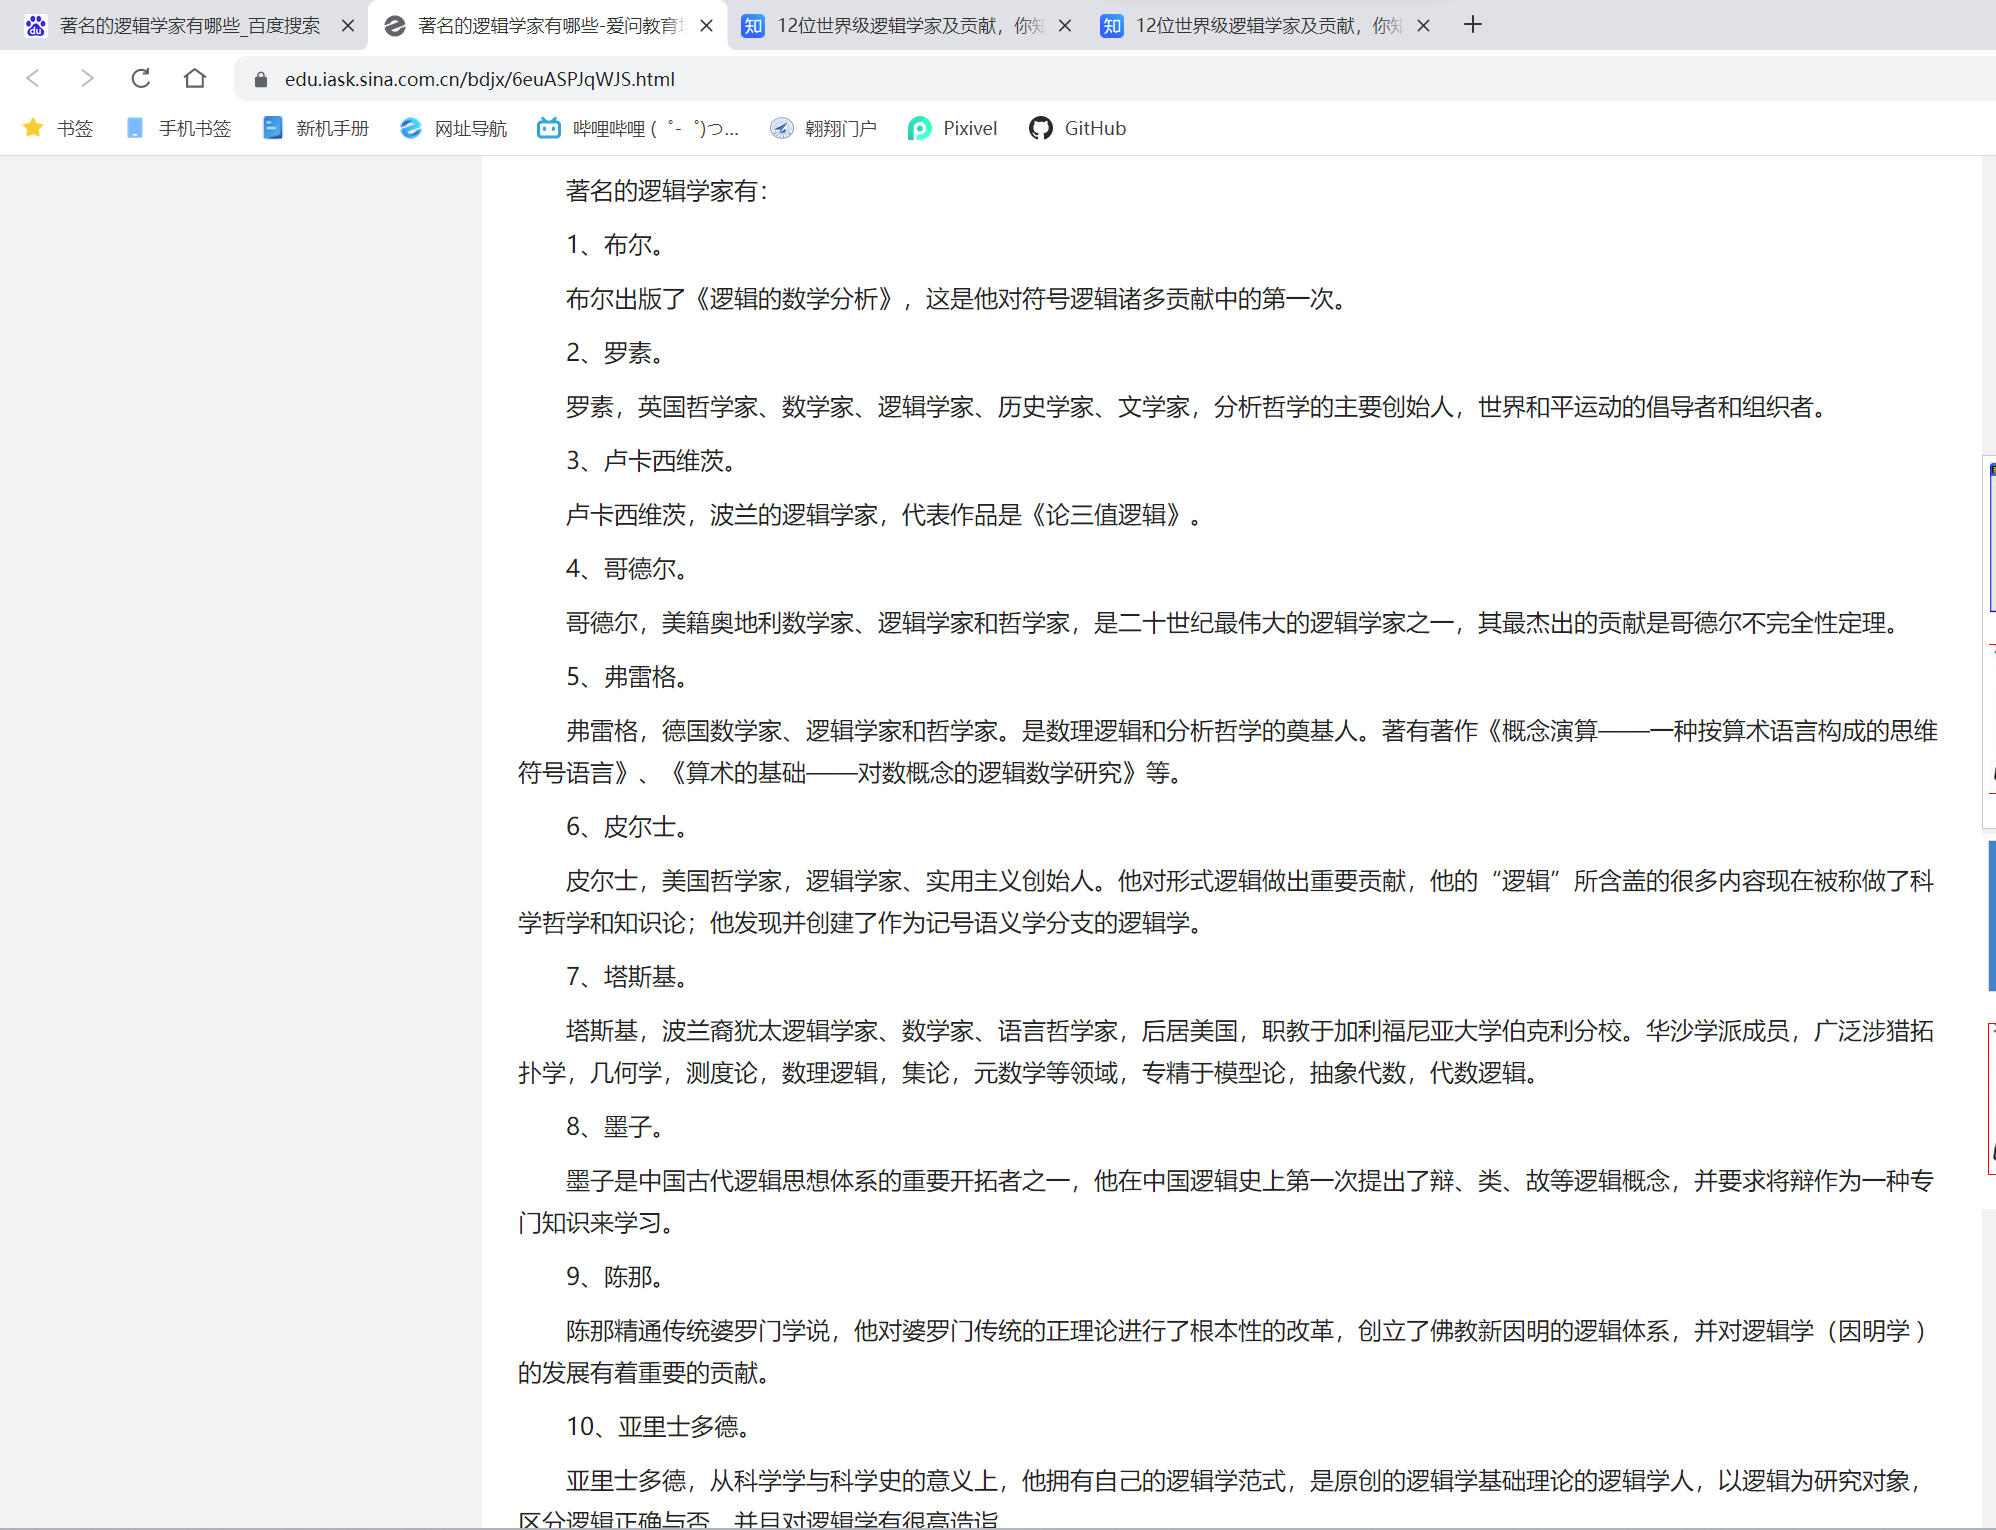 著名的逻辑学家有哪些_百度搜索
著名的逻辑学家有哪些-爱问教育
知 12位世界级逻辑学家及贡献，你
知 12位世界级逻辑学家及贡献，你
edu.iask.sina.com.cn/bdjx/6euASPJqWJS.html
书签 手机书签 新机手册 网址导航 哔哩哔哩 ( ゜- ゜)つ... 翱翔门户 Pixivel GitHub
著名的逻辑学家有：
1、布尔。
布尔出版了《逻辑的数学分析》，这是他对符号逻辑诸多贡献中的第一次。
2、罗素。
罗素，英国哲学家、数学家、逻辑学家、历史学家、文学家，分析哲学的主要创始人，世界和平运动的倡导者和组织者。
3、卢卡西维茨。
卢卡西维茨，波兰的逻辑学家，代表作品是《论三值逻辑》。
4、哥德尔。
哥德尔，美籍奥地利数学家、逻辑学家和哲学家，是二十世纪最伟大的逻辑学家之一，其最杰出的贡献是哥德尔不完全性定理。
5、弗雷格。
弗雷格，德国数学家、逻辑学家和哲学家。是数理逻辑和分析哲学的奠基人。著有著作《概念演算——一种按算术语言构成的思维
符号语言》、《算术的基础——对数概念的逻辑数学研究》等。
6、皮尔士。
皮尔士，美国哲学家，逻辑学家、实用主义创始人。他对形式逻辑做出重要贡献，他的“逻辑”所含盖的很多内容现在被称做了科
学哲学和知识论；他发现并创建了作为记号语义学分支的逻辑学。
7、塔斯基。
塔斯基，波兰裔犹太逻辑学家、数学家、语言哲学家，后居美国，职教于加利福尼亚大学伯克利分校。华沙学派成员，广泛涉猎拓
扑学，几何学，测度论，数理逻辑，集论，元数学等领域，专精于模型论，抽象代数，代数逻辑。
8、墨子。
墨子是中国古代逻辑思想体系的重要开拓者之一，他在中国逻辑史上第一次提出了辩、类、故等逻辑概念，并要求将辩作为一种专
门知识来学习。
9、陈那。
陈那精通传统婆罗门学说，他对婆罗门传统的正理论进行了根本性的改革，创立了佛教新因明的逻辑体系，并对逻辑学（因明学 ）
的发展有着重要的贡献。
10、亚里士多德。
亚里士多德，从科学学与科学史的意义上，他拥有自己的逻辑学范式，是原创的逻辑学基础理论的逻辑学人，以逻辑为研究对象，
区分逻辑正确与否，并且对逻辑学有很高造诣